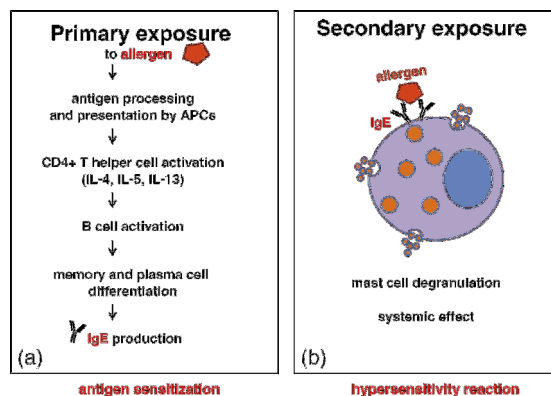 Primary exposure
to allergen
antigen processing
and presentation by APCs
CD4+ T helper cell activation
(IL-4, IL-5, IL-13)
B cell activation
memory and plasma cell
differentiation
IgE production
(a)
antigen sensitization
Secondary exposure
allergen
IgE
mast cell degranulation
systemic effect
(b)
hypersensitivity reaction